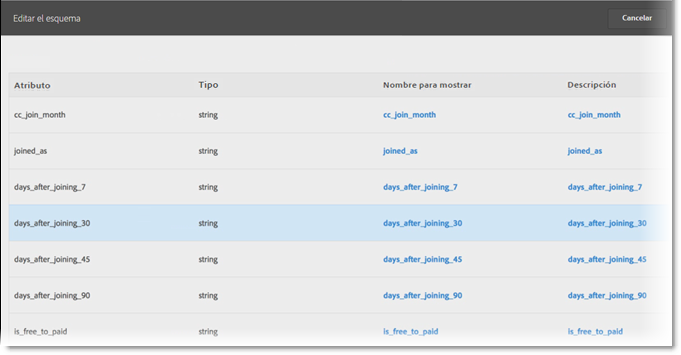 Editar el esquema Cancelar
Atributo Tipo Nombre para mostrar Descripción
cc_join_month string cc_join_month cc_join_month
joined_as string joined_as joined_as
days_after_joining_7 string days_after_joining_7 days_after_joining_7
days_after_joining_30 string days_after_joining_30 days_after_joining_30
days_after_joining_45 string days_after_joining_45 days_after_joining_45
days_after_joining_90 string days_after_joining_90 days_after_joining_90
is_free_to_paid string is_free_to_paid is_free_to_paid